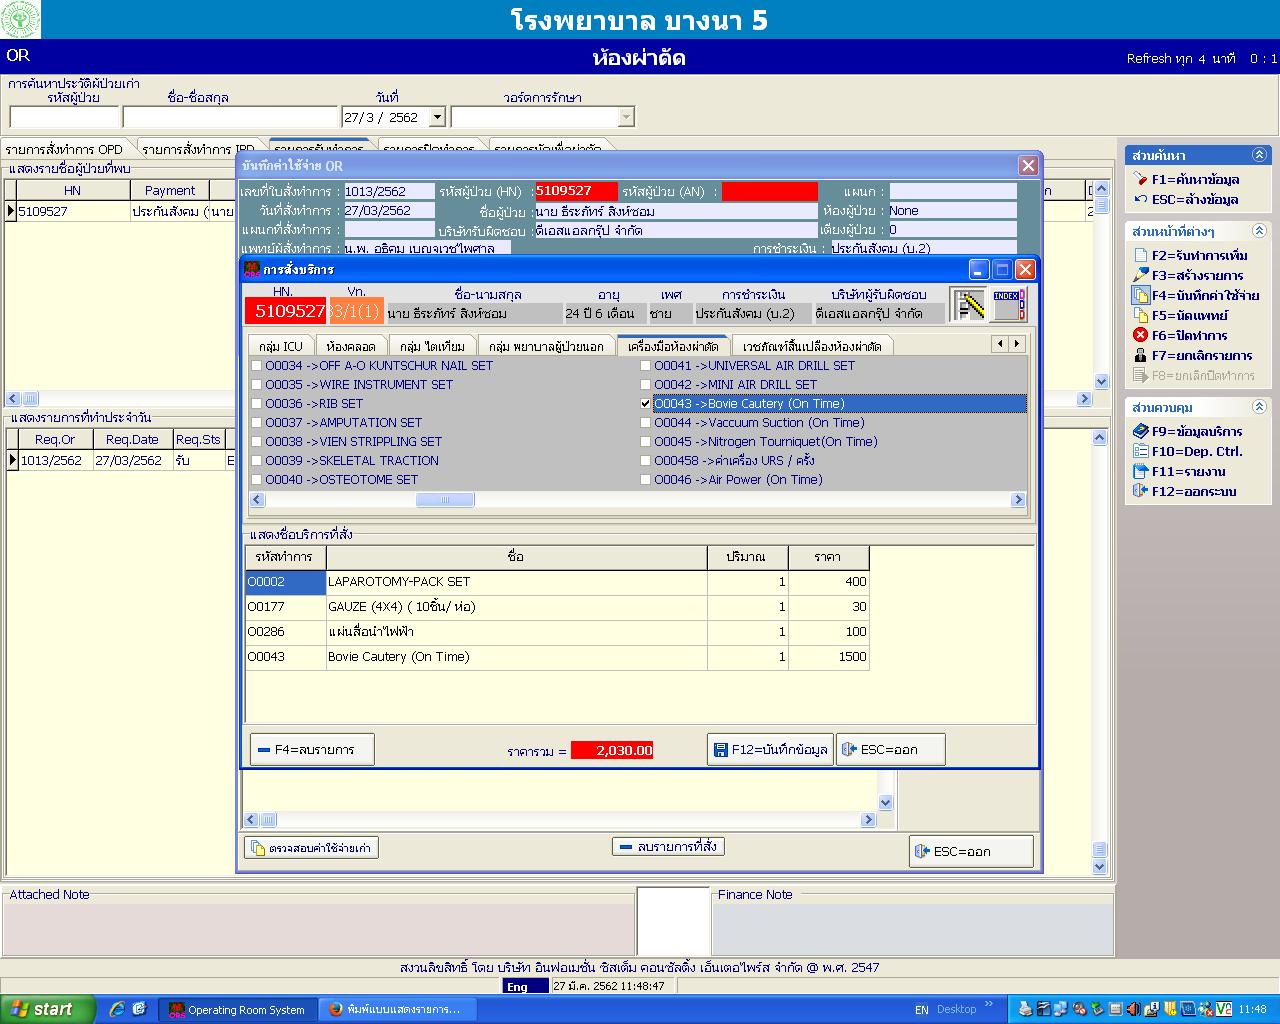 โรงพยาบาล บางนา 5
OR ห้องผ่าตัด Refresh ทุก 4 นาที 0 : 1
การค้นหาประวัติผู้ป่วยเก่า
รหัสผู้ป่วย ชื่อ-ชื่อสกุล วันที่ วอร์ดการรักษา
27/3 / 2562
รายการสั่งทำการ OPD รายการสั่งทำการ IPD รายการรับทำการ รายการปิดทำการ รายการนัดเพื่อผ่าตัด
แสดงรายชื่อผู้ป่วยที่พบ
HN Payment
5109527 ประกันสังคม ( นาย
แสดงรายการที่ทำประจำวัน
Req.Or Req.Date Req.Sts
1013/2562 27/03/2562 รับ E
บันทึกค่าใช้จ่าย OR
เลขที่ใบสั่งทำการ : 1013/2562 รหัสผู้ป่วย (HN) : 5109527 รหัสผู้ป่วย (AN) : แผนก :
วันที่สั่งทำการ : 27/03/2562 ชื่อผู้ป่วย : นาย ธีระภัทร์ สิงห์ซอม ห้องผู้ป่วย : None
แผนกที่สั่งทำการ : บริษัทรับผิดชอบ : ดีเอสแอลกรุ๊ป จำกัด เตียงผู้ป่วย : 0
แพทย์ผู้สั่งทำการ : น.พ. อธิคม เบญจเวชไพศาล การชำระเงิน : ประกันสังคม (บ.2)
การสั่งบริการ
HN. Vn. ชื่อ-นามสกุล อายุ เพศ การชำระเงิน บริษัทผู้รับผิดชอบ
5109527 33/1(1) นาย ธีระภัทร์ สิงห์ซอม 24 ปี 6 เดือน ชาย ประกันสังคม (บ.2) ดีเอสแอลกรุ๊ป จำกัด INDEX
กลุ่ม ICU ห้องคลอด กลุ่ม ไตเทียม กลุ่ม พยาบาลผู้ป่วยนอก เครื่องมือห้องผ่าตัด เวชภัณฑ์สิ้นเปลืองห้องผ่าตัด
O0034 ->OFF A-O KUNTSCHUR NAIL SET O0041 ->UNIVERSAL AIR DRILL SET
O0035 ->WIRE INSTRUMENT SET O0042 ->MINI AIR DRILL SET
O0036 ->RIB SET O0043 ->Bovie Cautery (On Time)
O0037 ->AMPUTATION SET O0044 ->Vaccuum Suction (On Time)
O0038 ->VIEN STRIPPLING SET O0045 ->Nitrogen Tourniquet(On Time)
O0039 ->SKELETAL TRACTION O00458 ->ค่าเครื่อง URS / ครั้ง
O0040 ->OSTEOTOME SET O0046 ->Air Power (On Time)
แสดงชื่อบริการที่สั่ง
รหัสทำการ ชื่อ ปริมาณ ราคา
O0002 LAPAROTOMY-PACK SET 1 400
O0177 GAUZE (4X4) ( 10ชิ้น/ ห่อ) 1 30
O0286 แผ่นสื่อนำไฟฟ้า 1 100
O0043 Bovie Cautery (On Time) 1 1500
F4=ลบรายการ ราคารวม = 2,030.00 F12=บันทึกข้อมูล ESC=ออก
ตรวจสอบค่าใช้จ่ายเก่า ลบรายการที่สั่ง ESC=ออก
ส่วนค้นหา
F1=ค้นหาข้อมูล
ESC=ล้างข้อมูล
ส่วนหน้าที่ต่างๆ
F2=รับทำการเพิ่ม
F3=สร้างรายการ
F4=บันทึกค่าใช้จ่าย
F5=นัดแพทย์
F6=ปิดทำการ
F7=ยกเลิกรายการ
F8=ยกเลิกปิดทำการ
ส่วนควบคุม
F9=ข้อมูลบริการ
F10=Dep. Ctrl.
F11=รายงาน
F12=ออกระบบ
Attached Note Finance Note
สงวนลิขสิทธิ์ โดย บริษัท อินฟอเมชั่น ซิสเต็ม คอนซัลติ้ง เอ็นเตอไพร์ส จำกัด @ พ.ศ. 2547
Eng 27 มี.ค. 2562 11:48:47
start Operating Room System พิมพ์แบบแสดงรายการ... EN Desktop 11:48